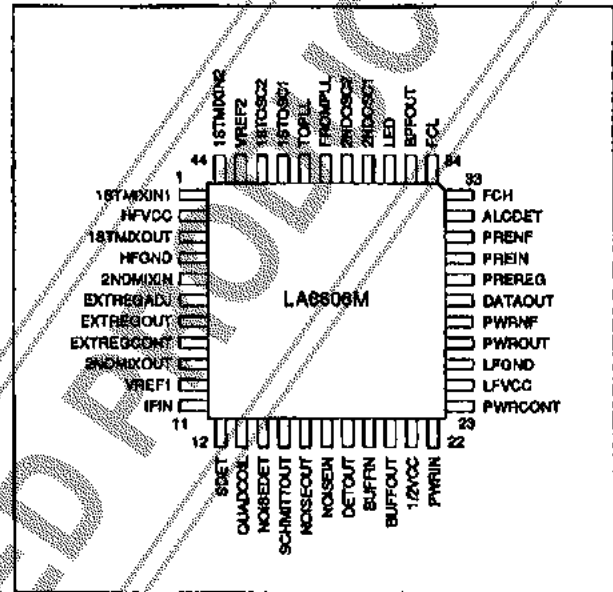 1STMIXIN2
VREF2
1STOSC2
1STOSC1
TOPLL
FROMPLL
2NDOSC2
2NDOSC1
LED
BPFOUT
FCL
44
34
1
33
1STMIXIN1
HFVCC
1STMIXOUT
HFGND
2NDMIXIN
EXTREGADJ
EXTREGOUT
EXTREGCONT
2NDMIXOUT
VREF1
IFIN
LA8606M
FCH
ALCDET
PRENF
PREIN
PREREG
DATAOUT
PWRNF
PWROUT
LFGND
LFVCC
PWRCONT
11
23
12
22
SDET
QUADCOIL
NOISEDET
SCHMITTOUT
NOISEOUT
NOISEIN
DETOUT
BUFFIN
BUFFOUT
1/2VCC
PWRIN